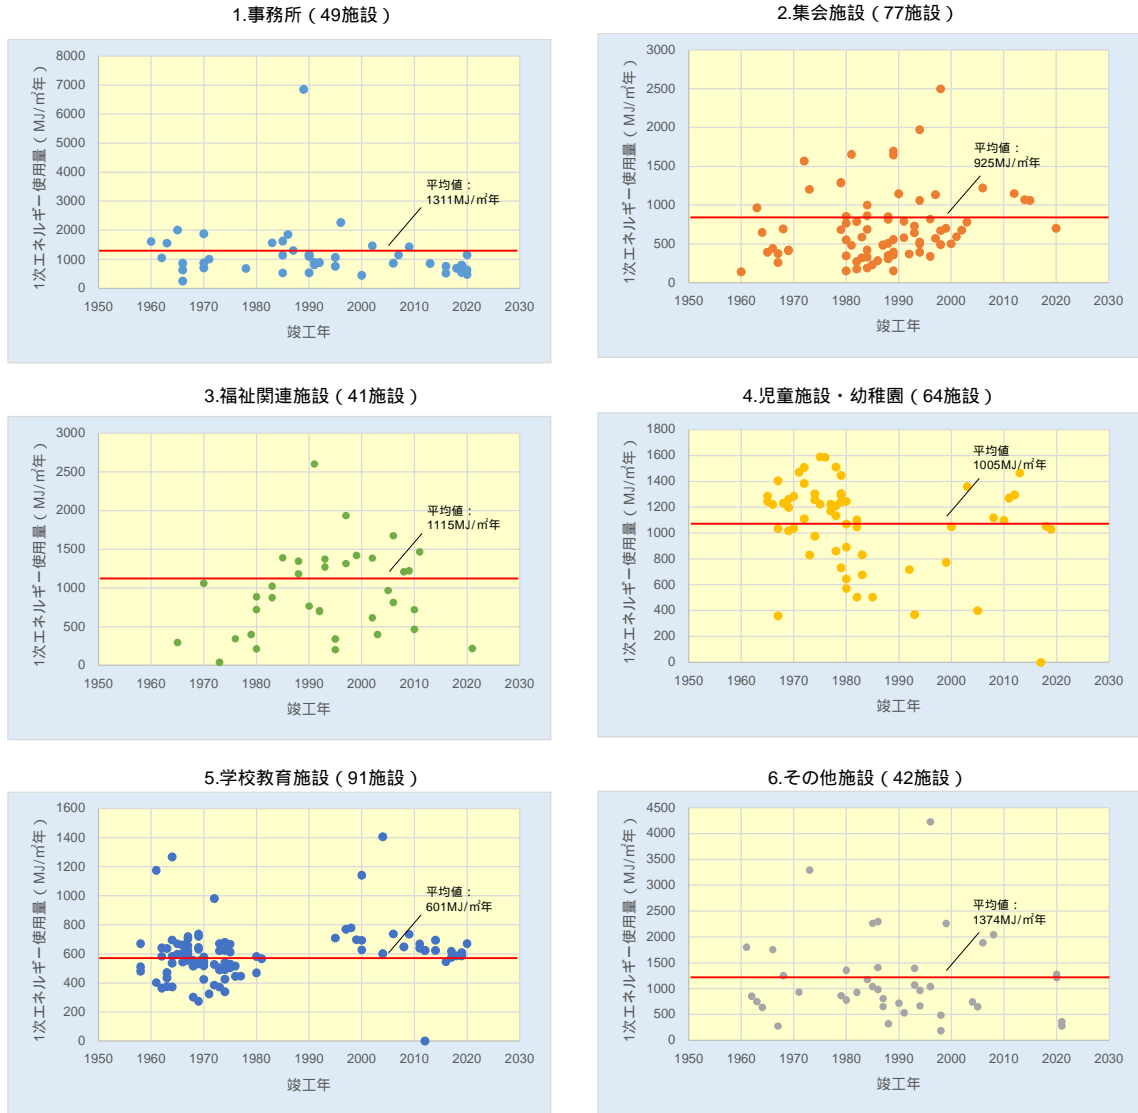 1.事務所（49施設）
8000
7000
6000
5000
4000
3000
2000
1000
0
1次エネルギー使用量（MJ/㎡年）
平均値：
1311MJ/㎡年
1950 1960 1970 1980 1990 2000 2010 2020 2030
竣工年
2.集会施設（77施設）
3000
2500
2000
1500
1000
500
0
1次エネルギー使用量（MJ/㎡年）
平均値：
925MJ/㎡年
1950 1960 1970 1980 1990 2000 2010 2020 2030
竣工年
3.福祉関連施設（41施設）
3000
2500
2000
1500
1000
500
0
1次エネルギー使用量（MJ/㎡年）
平均値：
1115MJ/㎡年
1950 1960 1970 1980 1990 2000 2010 2020 2030
竣工年
4.児童施設・幼稚園（64施設）
1800
1600
1400
1200
1000
800
600
400
200
0
1次エネルギー使用量（MJ/㎡年）
平均値
1005MJ/㎡年
1950 1960 1970 1980 1990 2000 2010 2020 2030
竣工年
5.学校教育施設（91施設）
1600
1400
1200
1000
800
600
400
200
0
1次エネルギー使用量（MJ/㎡年）
平均値：
601MJ/㎡年
1950 1960 1970 1980 1990 2000 2010 2020 2030
竣工年
6.その他施設（42施設）
4500
4000
3500
3000
2500
2000
1500
1000
500
0
1次エネルギー使用量（MJ/㎡年）
平均値：
1374MJ/㎡年
1950 1960 1970 1980 1990 2000 2010 2020 2030
竣工年